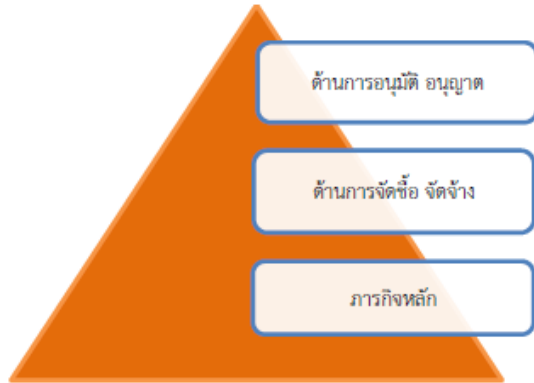 ด้านการอนุมัติ อนุญาต
ด้านการจัดซื้อ จัดจ้าง
ภารกิจหลัก